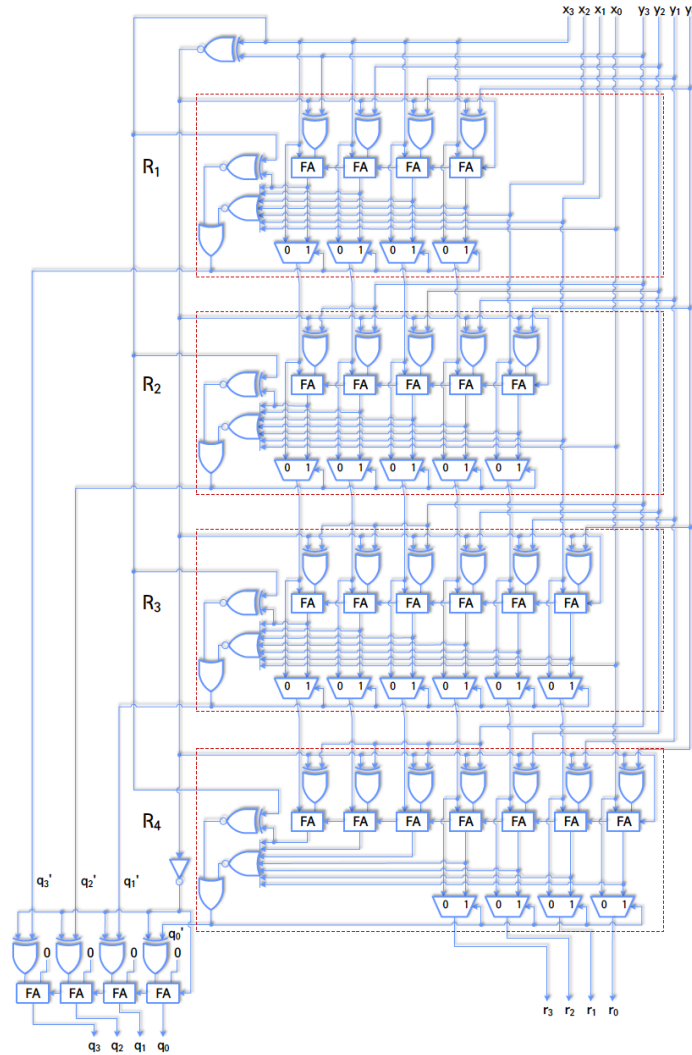 x3 x2 x1 x0 y3 y2 y1 y
R1
FA FA FA FA
0 1 0 1 0 1 0 1
R2
FA FA FA FA FA
0 1 0 1 0 1 0 1 0 1
R3
FA FA FA FA FA FA
0 1 0 1 0 1 0 1 0 1 0 1
R4
FA FA FA FA FA FA FA
q3' q2' q1'
0 1 0 1 0 1 0 1
q0'
0 0 0 0
FA FA FA FA
r3 r2 r1 r0
q3 q2 q1 q0